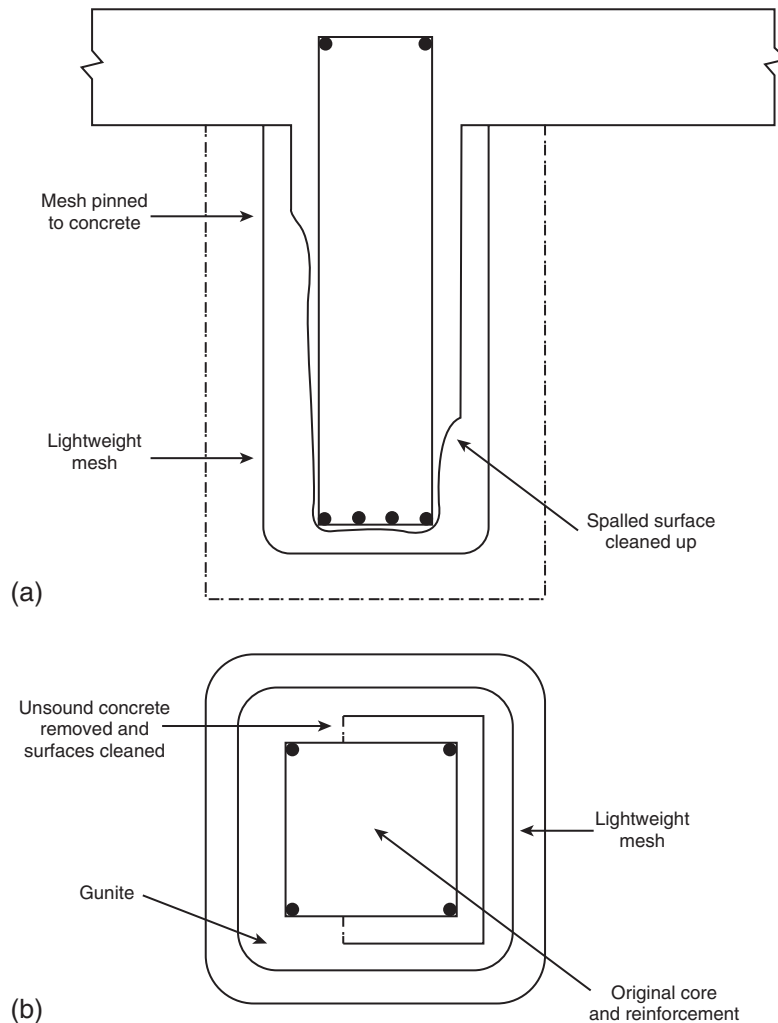 Mesh pinned
to concrete
Lightweight
mesh
Spalled surface
cleaned up
(a)
Unsound concrete
removed and
surfaces cleaned
Lightweight
mesh
Gunite
Original core
and reinforcement
(b)